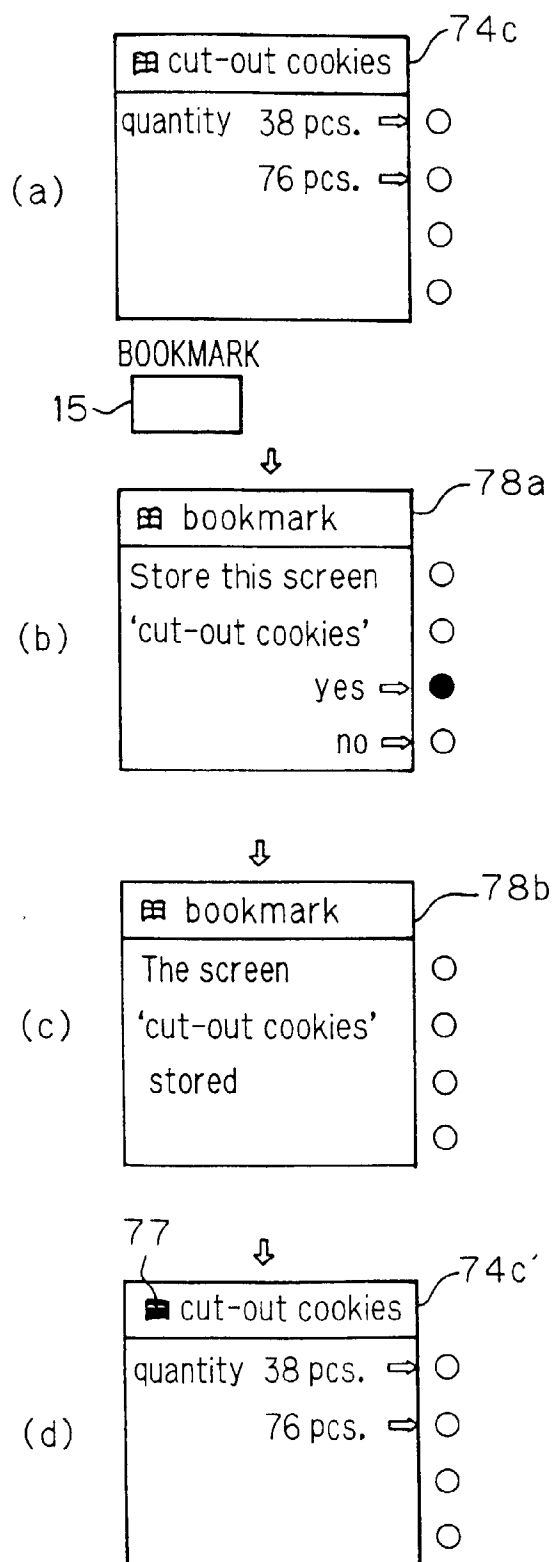 74c
cut-out cookies
quantity 38 pcs. ⇨
(a)
76 pcs. ⇨
BOOKMARK
15
⇩
78a
bookmark
Store this screen
(b)
'cut-out cookies'
yes ⇨
no ⇨
⇩
78b
bookmark
The screen
(c)
'cut-out cookies'
stored
77
⇩
74c′
cut-out cookies
quantity 38 pcs. ⇨
(d)
76 pcs. ⇨